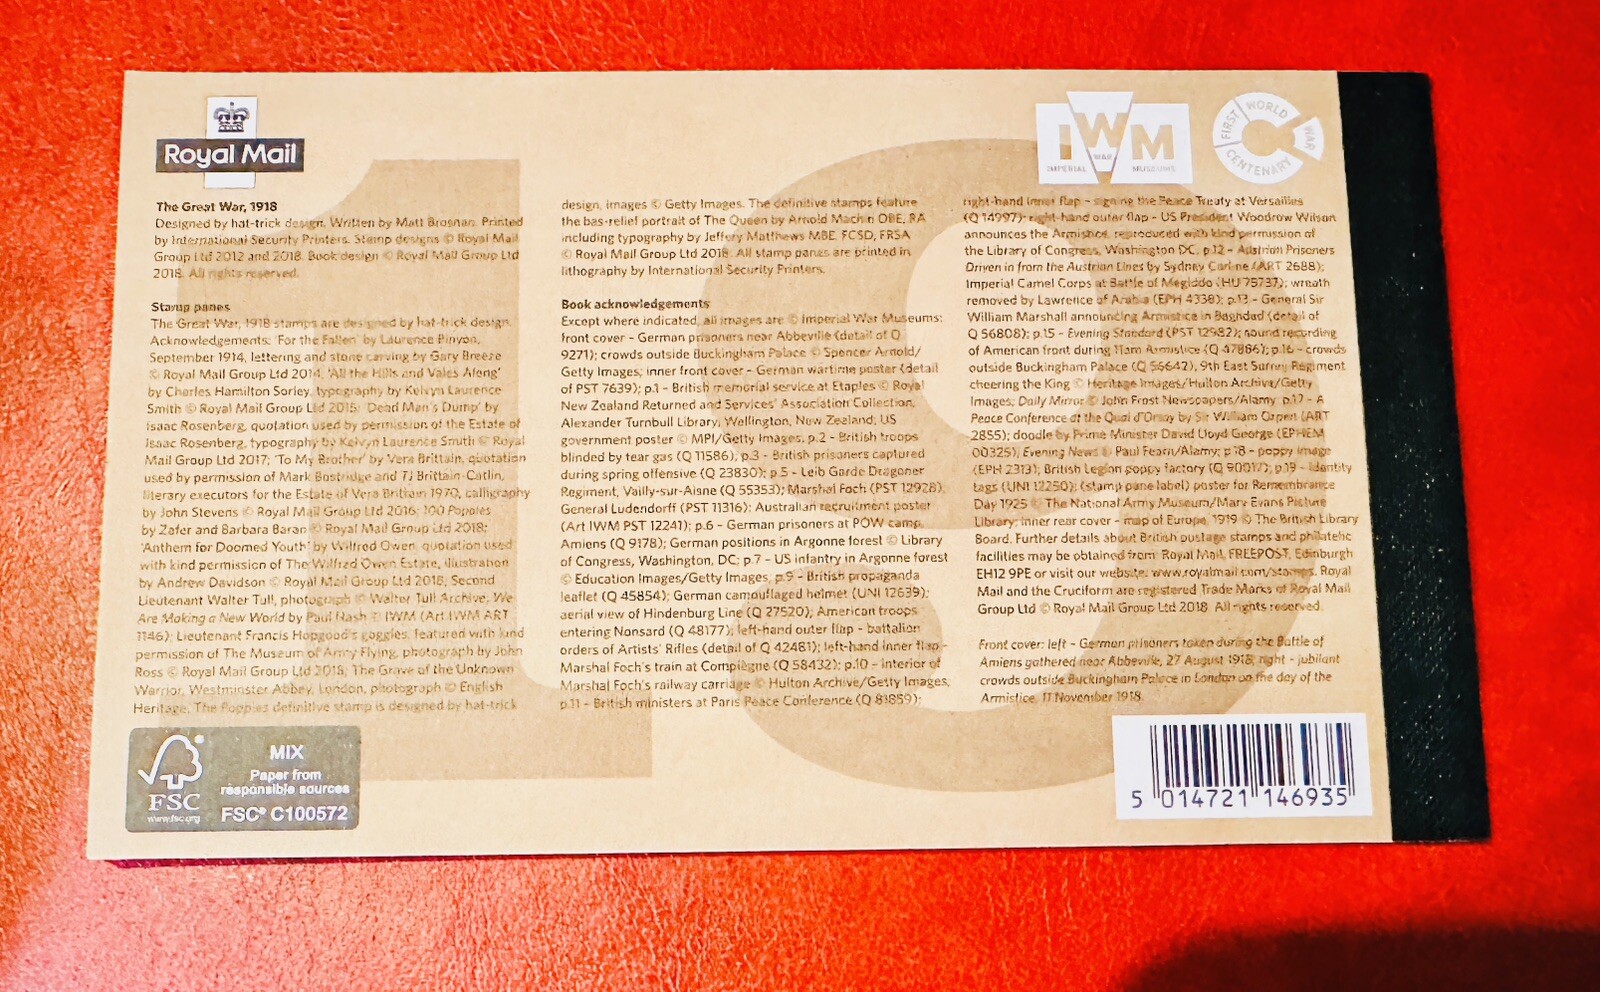 Royal Mail
IWM
IMPERIAL WAR MUSEUMS
FIRST WORLD WAR CENTENARY
The Great War, 1918
Designed by hat-trick design. Written by Matt Brosnan. Printed
by International Security Printers. Stamp designs © Royal Mail
Group Ltd 2012 and 2018. Book design © Royal Mail Group Ltd
2018. All rights reserved.
Stamp panes
The Great War, 1918 stamps are designed by hat-trick design.
Acknowledgements: 'For the Fallen' by Laurence Binyon,
September 1914, lettering and stone carving by Gary Breeze
© Royal Mail Group Ltd 2014; 'All the Hills and Vales Along'
by Charles Hamilton Sorley, typography by Kelvyn Laurence
Smith © Royal Mail Group Ltd 2015; 'Dead Man's Dump' by
Isaac Rosenberg, quotation used by permission of the Estate of
Isaac Rosenberg, typography by Kelvyn Laurence Smith © Royal
Mail Group Ltd 2017; 'To My Brother' by Vera Brittain, quotation
used by permission of Mark Bostridge and TJ Brittain-Catlin,
literary executors for the Estate of Vera Brittain 1970, calligraphy
by John Stevens © Royal Mail Group Ltd 2016; 100 Poppies
by Zafer and Barbara Baran © Royal Mail Group Ltd 2018;
'Anthem for Doomed Youth' by Wilfred Owen, quotation used
with kind permission of The Wilfred Owen Estate, illustration
by Andrew Davidson © Royal Mail Group Ltd 2018; Second
Lieutenant Walter Tull, photograph © Walter Tull Archive; We
Are Making a New World by Paul Nash © IWM (Art.IWM ART
1146); Lieutenant Francis Hopgood's goggles, featured with kind
permission of The Museum of Army Flying, photograph by John
Ross © Royal Mail Group Ltd 2018; The Grave of the Unknown
Warrior, Westminster Abbey, London, photograph © English
Heritage. The Poppies definitive stamp is designed by hat-trick
design, images © Getty Images. The definitive stamps feature
the bas-relief portrait of The Queen by Arnold Machin OBE, RA
including typography by Jeffery Matthews MBE, FCSD, FRSA
© Royal Mail Group Ltd 2018. All stamp panes are printed in
lithography by International Security Printers.
Book acknowledgements
Except where indicated, all images are © Imperial War Museums:
front cover - German prisoners near Abbeville (detail of Q
9271); crowds outside Buckingham Palace © Spencer Arnold/
Getty Images; inner front cover - German wartime poster (detail
of PST 7639); p.1 - British memorial service at Etaples © Royal
New Zealand Returned and Services' Association Collection,
Alexander Turnbull Library, Wellington, New Zealand; US
government poster © MPI/Getty Images; p.2 - British troops
blinded by tear gas (Q 11586); p.3 - British prisoners captured
during spring offensive (Q 23830); p.5 - Leib Garde Dragoner
Regiment, Vailly-sur-Aisne (Q 55353); Marshal Foch (PST 12928);
General Ludendorff (PST 11316); Australian recruitment poster
(Art IWM PST 12241); p.6 - German prisoners at POW camp,
Amiens (Q 9178); German positions in Argonne forest © Library
of Congress, Washington, DC; p.7 - US infantry in Argonne forest
© Education Images/Getty Images; p.9 - British propaganda
leaflet (Q 45854); German camouflaged helmet (UNI 12639);
aerial view of Hindenburg Line (Q 27520); American troops
entering Nonsard (Q 48177); left-hand outer flap - battalion
orders of Artists' Rifles (detail of Q 42481); left-hand inner flap -
Marshal Foch's train at Compiègne (Q 58432); p.10 - interior of
Marshal Foch's railway carriage © Hulton Archive/Getty Images;
p.11 - British ministers at Paris Peace Conference (Q 81859);
right-hand inner flap - signing the Peace Treaty at Versailles
(Q 14997); right-hand outer flap - US President Woodrow Wilson
announces the Armistice, reproduced with kind permission of
the Library of Congress, Washington DC; p.12 - Austrian Prisoners
Driven in from the Austrian Lines by Sydney Carline (ART 2688);
Imperial Camel Corps at Battle of Megiddo (HU 75737); wreath
removed by Lawrence of Arabia (EPH 4338); p.13 - General Sir
William Marshall announcing Armistice in Baghdad (detail of
Q 56808); p.15 - Evening Standard (PST 12982); sound recording
of American front during 11am Armistice (Q 47886); p.16 - crowds
outside Buckingham Palace (Q 56642), 9th East Surrey Regiment
cheering the King © Heritage Images/Hulton Archive/Getty
Images; Daily Mirror © John Frost Newspapers/Alamy; p.17 - A
Peace Conference at the Quai d'Orsay by Sir William Orpen (ART
2855); doodle by Prime Minister David Lloyd George (EPHEM
00325); Evening News © Paul Fearn/Alamy; p.18 - poppy image
(EPH 2313); British Legion poppy factory (Q 90017); p.19 - identity
tags (UNI 12250); (stamp pane label) poster for Remembrance
Day 1925 © The National Army Museum/Mary Evans Picture
Library; inner rear cover - map of Europe, 1919 © The British Library
Board. Further details about British postage stamps and philatelic
facilities may be obtained from: Royal Mail, FREEPOST, Edinburgh
EH12 9PE or visit our website: www.royalmail.com/stamps. Royal
Mail and the Cruciform are registered Trade Marks of Royal Mail
Group Ltd © Royal Mail Group Ltd 2018. All rights reserved.
Front cover: left - German prisoners taken during the Battle of
Amiens gathered near Abbeville, 27 August 1918; right - jubilant
crowds outside Buckingham Palace in London on the day of the
Armistice, 11 November 1918.
FSC
www.fsc.org
MIX
Paper from
responsible sources
FSC® C100572
5 014721 146935